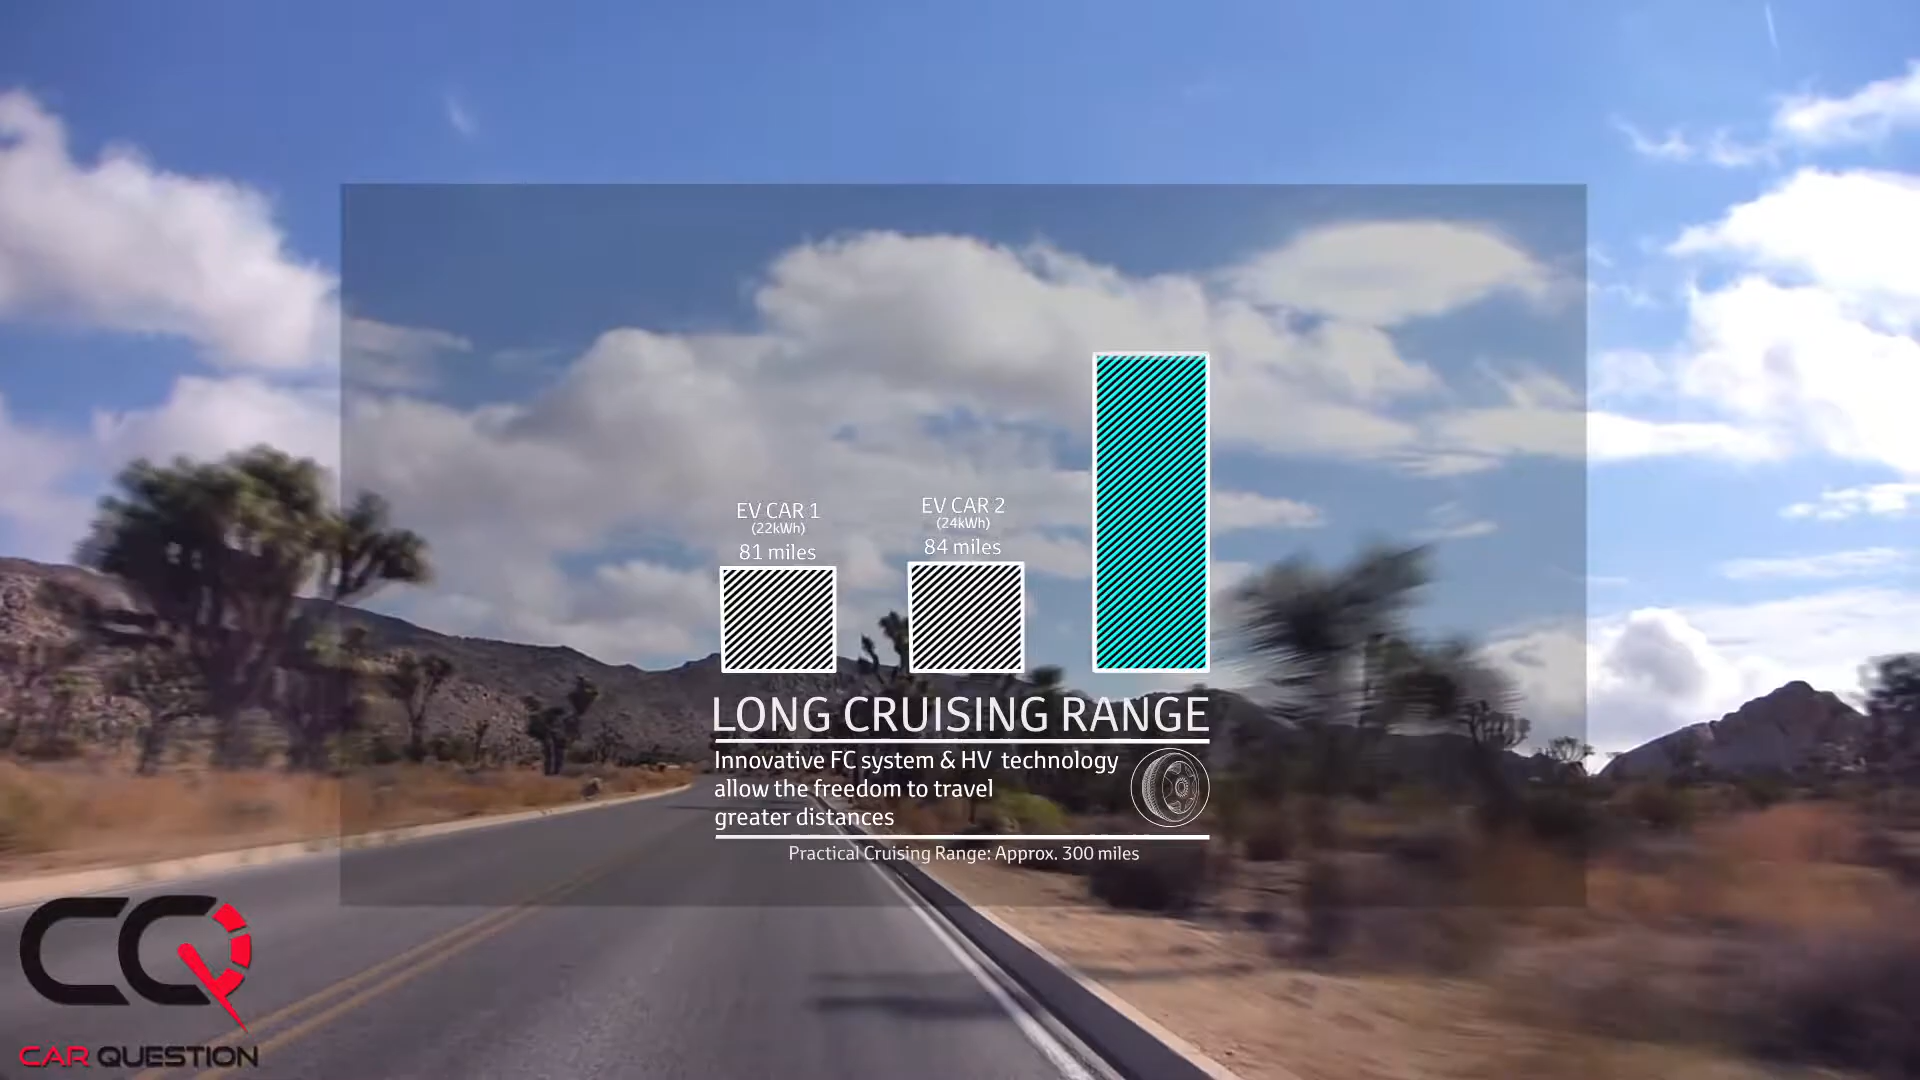 EV CAR 1
(22kWh)
81 miles
EV CAR 2
(24kWh)
84 miles
LONG CRUISING RANGE
Innovative FC system & HV technology
allow the freedom to travel
greater distances
Practical Cruising Range: Approx. 300 miles
CQ
CAR QUESTION